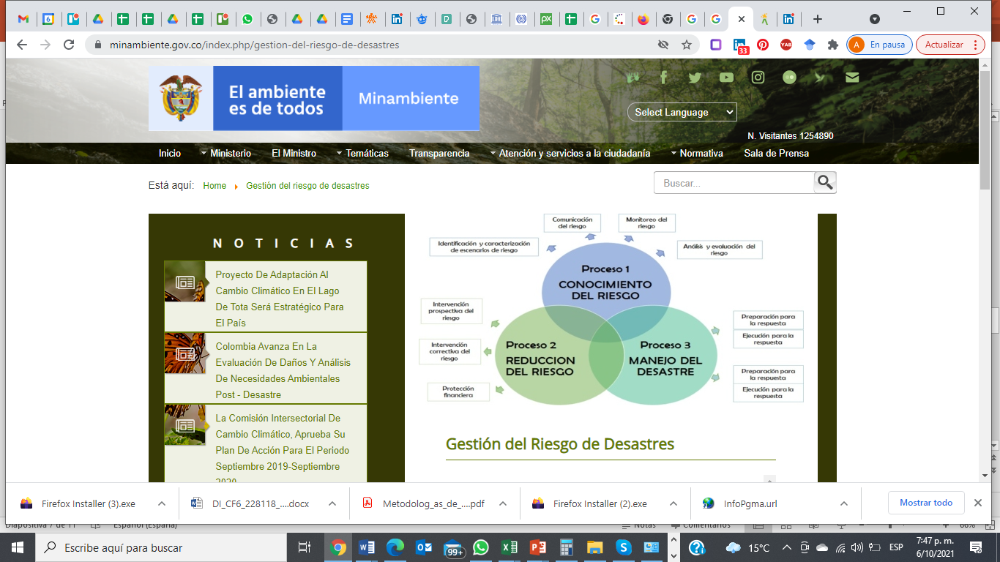 minambiente.gov.co/index.php/gestion-del-riesgo-de-desastres
33
YAB
A
En pausa
Actualizar
El ambiente
es de todos
Minambiente
Select Language
N. Visitantes 1254890
Inicio
Ministerio
El Ministro
Temáticas
Transparencia
Atención y servicios a la ciudadanía
Normativa
Sala de Prensa
Está aquí:
Home
Gestión del riesgo de desastres
Buscar...
NOTICIAS
Proyecto De Adaptación Al
Cambio Climático En El Lago
De Tota Será Estratégico Para
El País
Colombia Avanza En La
Evaluación De Daños Y Análisis
De Necesidades Ambientales
Post - Desastre
La Comisión Intersectorial De
Cambio Climático, Aprueba Su
Plan De Acción Para El Periodo
Septiembre 2019-Septiembre
2020
Comunicación
del riesgo
Monitoreo del
riesgo
Identificación y caracterización
de escenarios de riesgo
Análisis y evaluación del
riesgo
Proceso 1
CONOCIMIENTO
DEL RIESGO
Intervención
prospectiva del
riesgo
Intervención
correctiva del
riesgo
Protección
financiera
Proceso 2
REDUCCION
DEL RIESGO
Proceso 3
MANEJO DEL
DESASTRE
Preparación para
la respuesta
Ejecución para la
respuesta
Preparación para
la respuesta
Ejecución para la
respuesta
Gestión del Riesgo de Desastres
Firefox Installer (3).exe
DI_CF6_228118_....docx
Metodolog_as_de_....pdf
Firefox Installer (2).exe
InfoPgma.url
Mostrar todo
Diapositiva 7 de 11
Español (España)
Notas
Comentarios
66%
Escribe aquí para buscar
99+
15°C
ESP
7:47 p. m.
6/10/2021